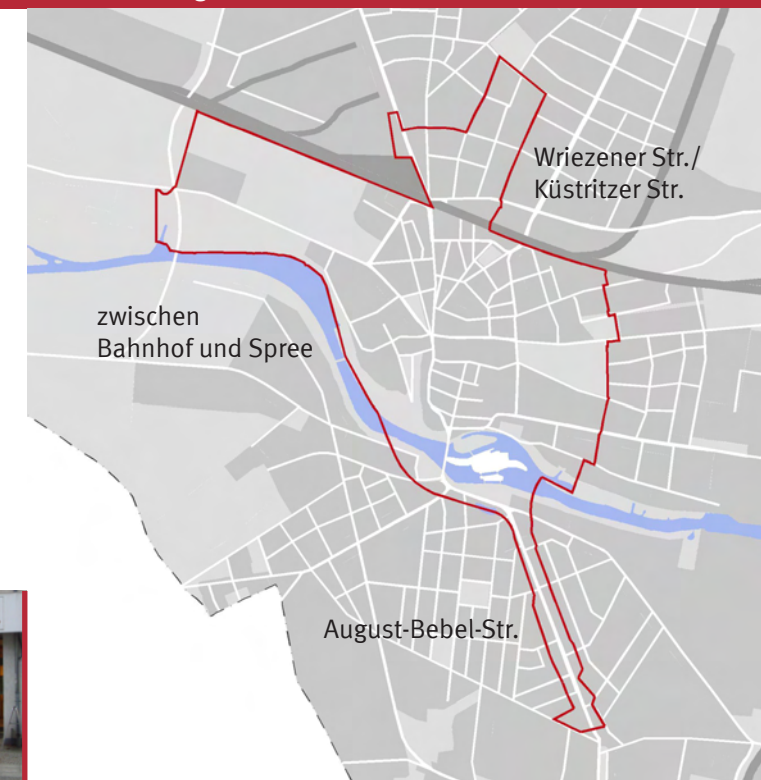 Wriezener Str./
Küstritzer Str.
zwischen
Bahnhof und Spree
August-Bebel-Str.